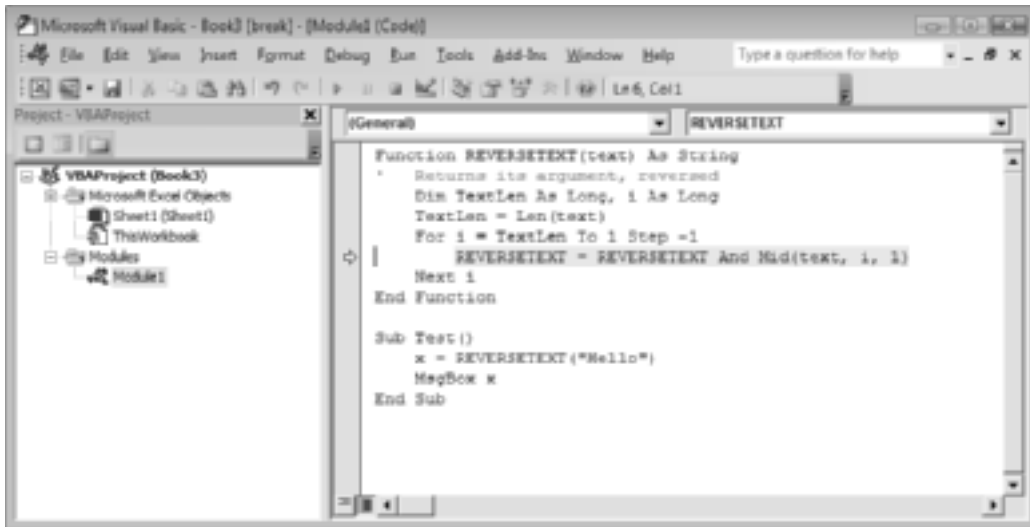 Microsoft Visual Basic - Book3 [break] - [Module1 (Code)]
File Edit View Insert Format Debug Run Tools Add-Ins Window Help Type a question for help
Ln 6, Col 1
Project - VBAProject
(General) REVERSETEXT
VBAProject (Book3)
Microsoft Excel Objects
Sheet1 (Sheet1)
ThisWorkbook
Modules
Module1
Function REVERSETEXT(text) As String
' Returns its argument, reversed
Dim TextLen As Long, i As Long
TextLen = Len(text)
For i = TextLen To 1 Step -1
REVERSETEXT = REVERSETEXT And Mid(text, i, 1)
Next i
End Function
Sub Test()
x = REVERSETEXT("Hello")
MsgBox x
End Sub